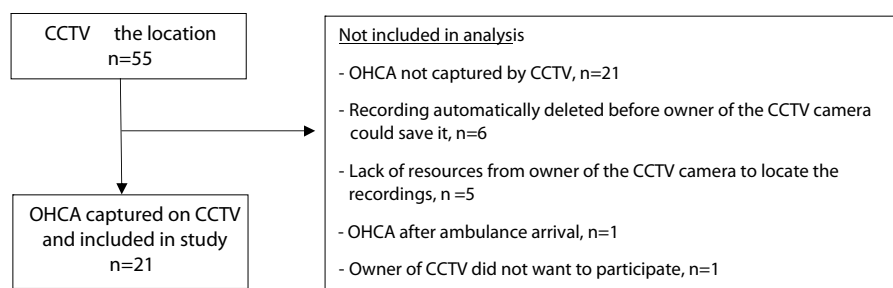 CCTV the location
n=55
OHCA captured on CCTV
and included in study
n=21
Not included in analysis
- OHCA not captured by CCTV, n=21
- Recording automatically deleted before owner of the CCTV camera
could save it, n=6
- Lack of resources from owner of the CCTV camera to locate the
recordings, n =5
- OHCA after ambulance arrival, n=1
- Owner of CCTV did not want to participate, n=1